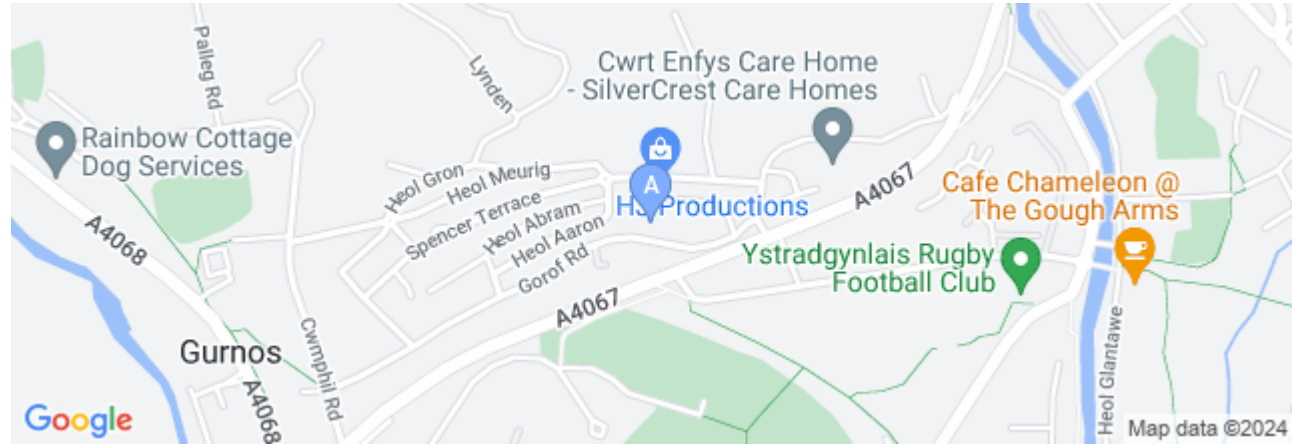 Palleg Rd
Lynden
Cwrt Enfys Care Home
- SilverCrest Care Homes
Rainbow Cottage
Dog Services
Heol Gron
Heol Meurig
A
HJ Productions
A4067
Cafe Chameleon @
The Gough Arms
Spencer Terrace
Heol Abram
Heol Aaron
Gorof Rd
A4068
Ystradgynlais Rugby
Football Club
A4067
Gurnos
Cwmphil Rd
A4068
Heol Glantawe
Google
Map data ©2024